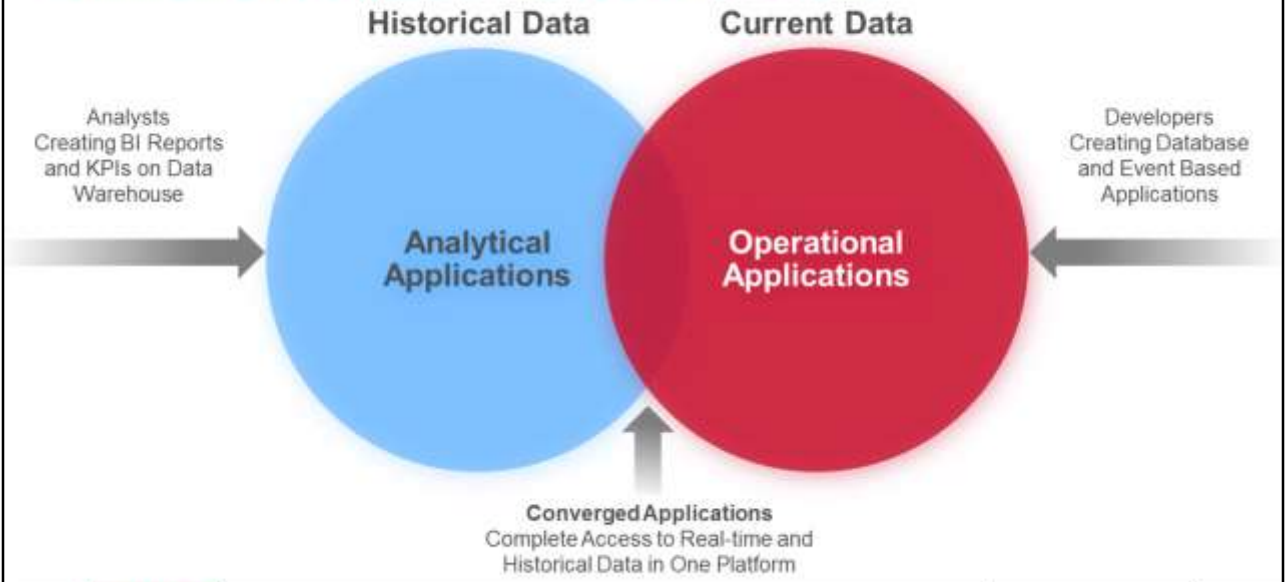 Historical Data
Current Data
Analysts
Creating BI Reports
and KPIs on Data
Warehouse
Developers
Creating Database
and Event Based
Applications
Analytical
Applications
Operational
Applications
Converged Applications
Complete Access to Real-time and
Historical Data in One Platform